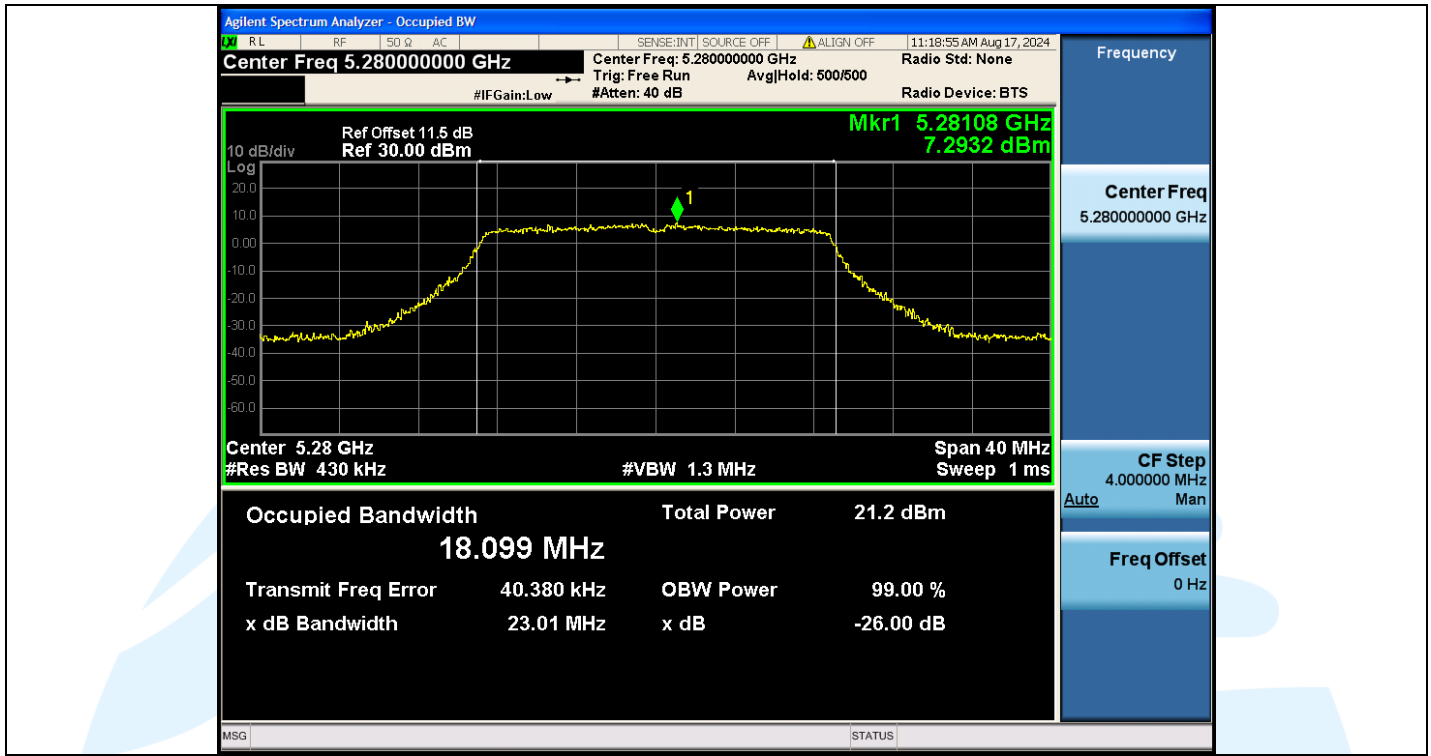 Agilent Spectrum Analyzer - Occupied BW
LXI RL RF 50 Ω AC SENSE:INT SOURCE OFF ALIGN OFF 11:18:55 AM Aug 17, 2024
Center Freq 5.280000000 GHz
Center Freq: 5.280000000 GHz
Radio Std: None
Trig: Free Run Avg|Hold: 500/500
#IFGain:Low
#Atten: 40 dB
Radio Device: BTS
Mkr1 5.28108 GHz
7.2932 dBm
Ref Offset 11.5 dB
10 dB/div Ref 30.00 dBm
Log
20.0
10.0
0.00
-10.0
-20.0
-30.0
-40.0
-50.0
-60.0
1
Center 5.28 GHz Span 40 MHz
#Res BW 430 kHz #VBW 1.3 MHz Sweep 1 ms
Occupied Bandwidth Total Power 21.2 dBm
18.099 MHz
Transmit Freq Error 40.380 kHz OBW Power 99.00 %
x dB Bandwidth 23.01 MHz x dB -26.00 dB
Frequency
Center Freq
5.280000000 GHz
CF Step
4.000000 MHz
Auto Man
Freq Offset
0 Hz
MSG STATUS